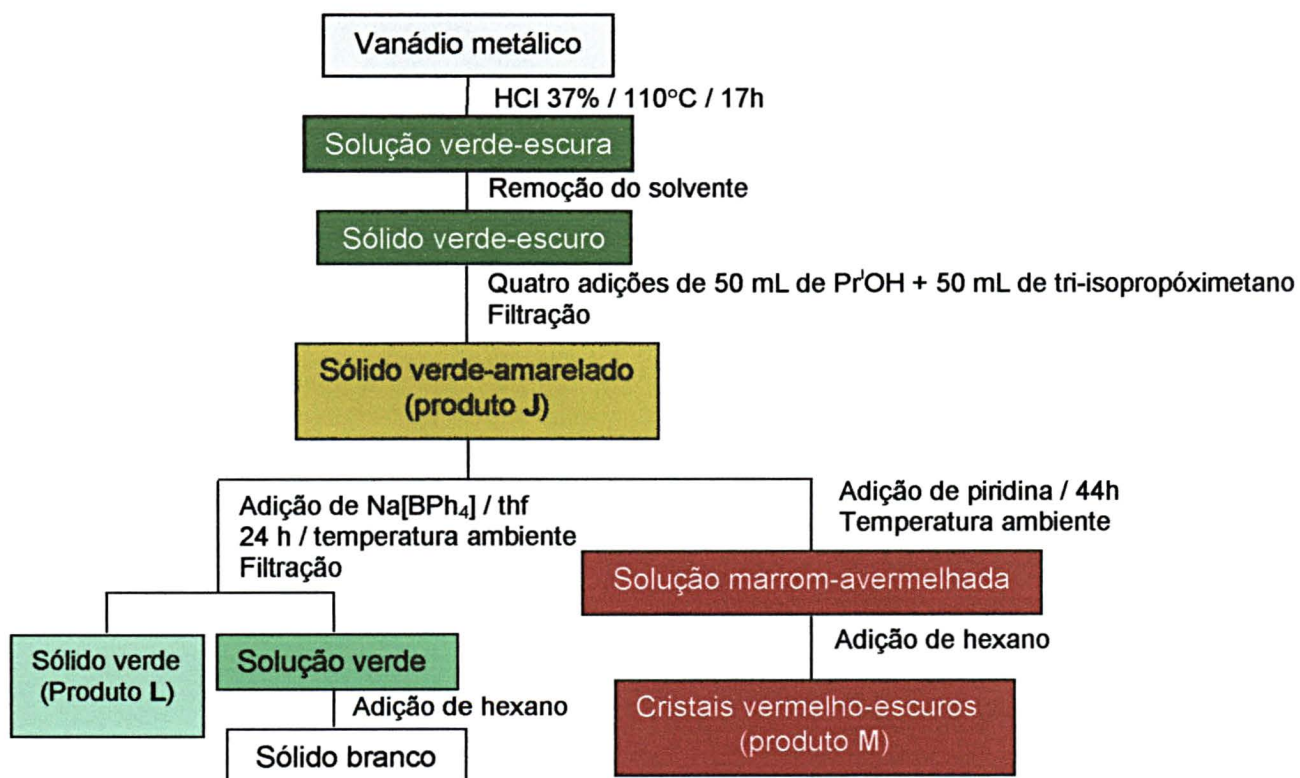 Vanádio metálico
HCl 37% / 110°C / 17h
Solução verde-escura
Remoção do solvente
Sólido verde-escuro
Quatro adições de 50 mL de PrⁱOH + 50 mL de tri-isopropóximetano
Filtração
Sólido verde-amarelado
(produto J)
Adição de Na[BPh₄] / thf
24 h / temperatura ambiente
Filtração
Adição de piridina / 44h
Temperatura ambiente
Solução marrom-avermelhada
Sólido verde
(Produto L)
Solução verde
Adição de hexano
Adição de hexano
Sólido branco
Cristais vermelho-escuros
(produto M)